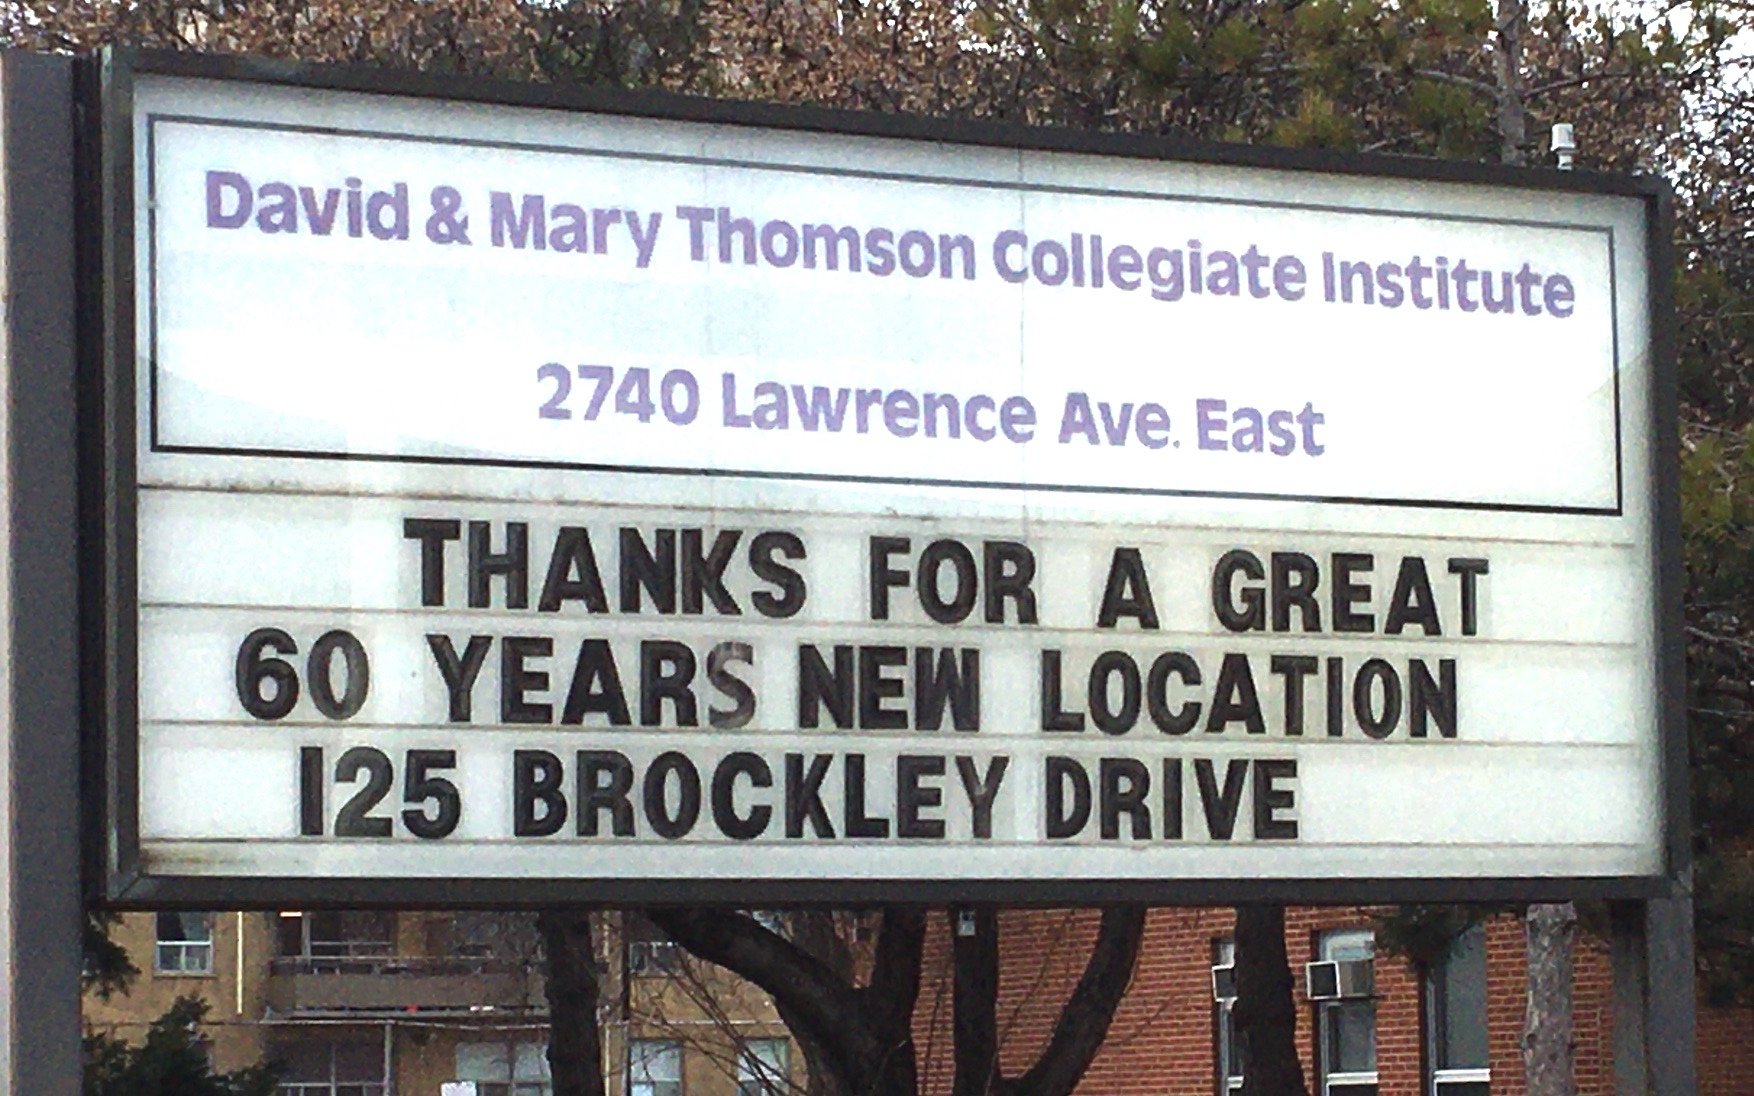 David & Mary Thomson Collegiate Institute
2740 Lawrence Ave. East
THANKS FOR A GREAT
60 YEARS NEW LOCATION
125 BROCKLEY DRIVE